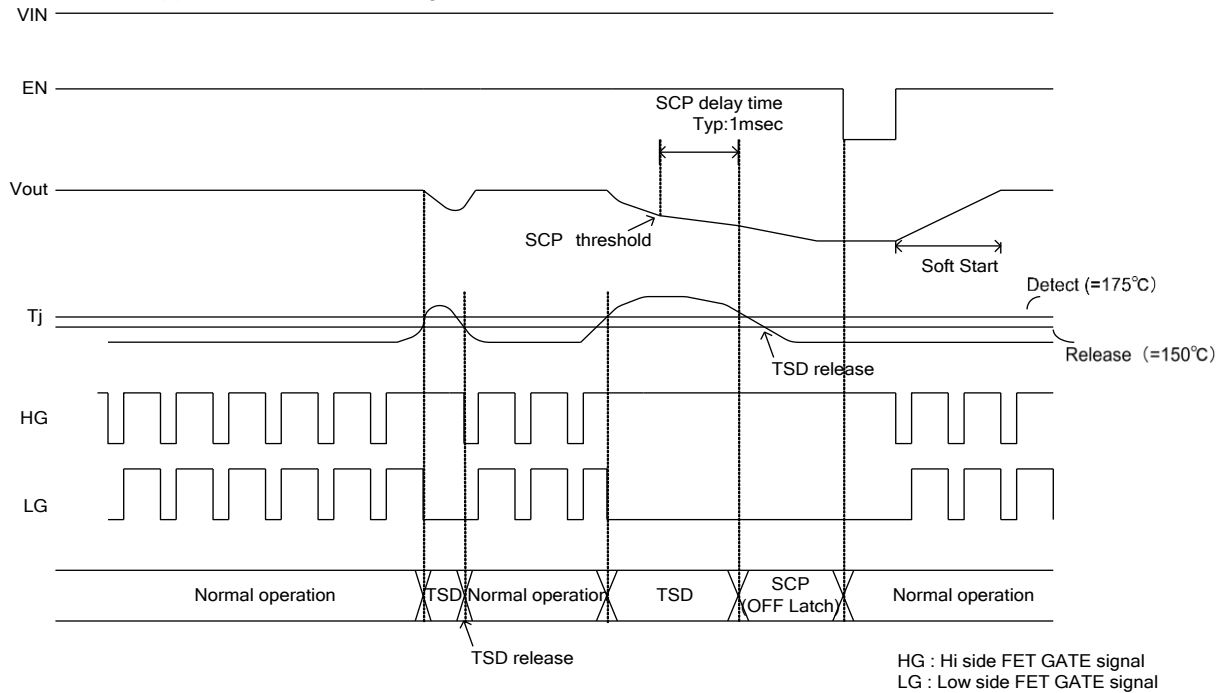 VIN
EN
SCP delay time
Typ:1msec
Vout
SCP threshold
Soft Start
Detect (=175℃)
Tj
TSD release
Release （=150℃）
HG
LG
Normal operation
TSD
Normal operation
TSD
SCP
(OFF Latch)
Normal operation
TSD release
HG : Hi side FET GATE signal
LG : Low side FET GATE signal